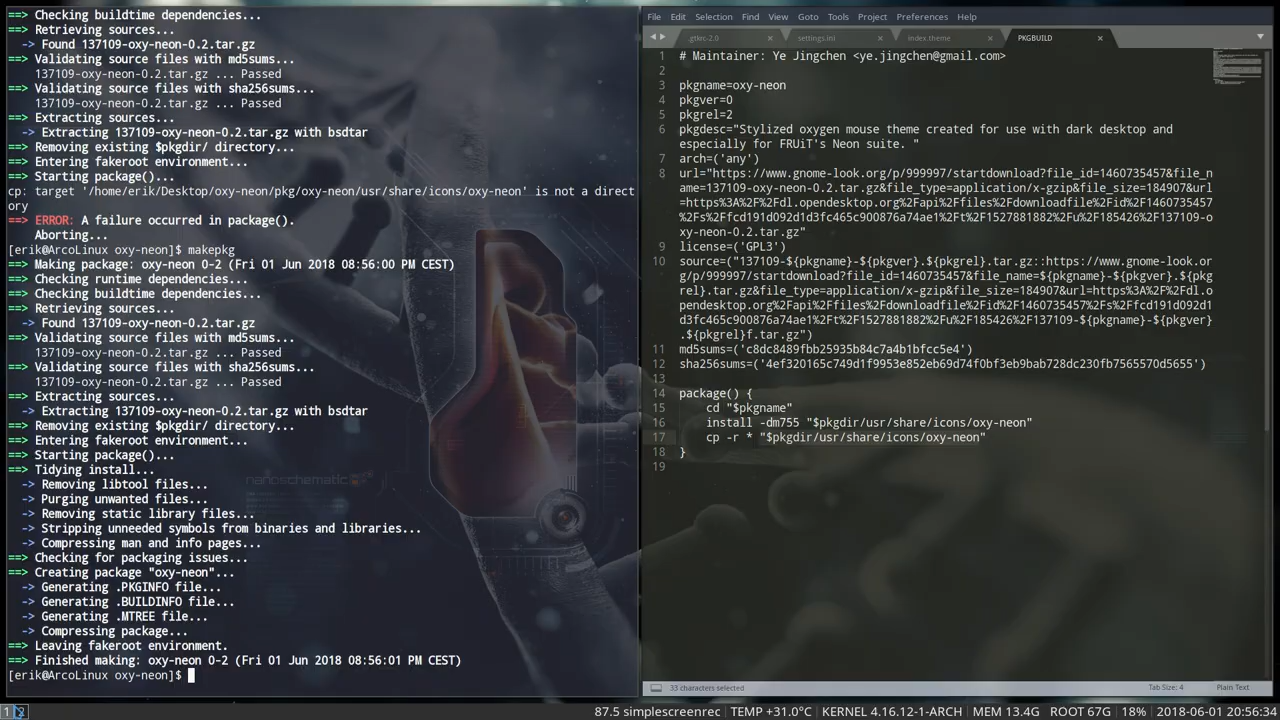 ==> Checking buildtime dependencies...
==> Retrieving sources...
-> Found 137109-oxy-neon-0.2.tar.gz
==> Validating source files with md5sums...
137109-oxy-neon-0.2.tar.gz ... Passed
==> Validating source files with sha256sums...
137109-oxy-neon-0.2.tar.gz ... Passed
==> Extracting sources...
-> Extracting 137109-oxy-neon-0.2.tar.gz with bsdtar
==> Removing existing $pkgdir/ directory...
==> Entering fakeroot environment...
==> Starting package()...
cp: target '/home/erik/Desktop/oxy-neon/pkg/oxy-neon/usr/share/icons/oxy-neon' is not a direct
ory
==> ERROR: A failure occurred in package().
Aborting...
[erik@ArcoLinux oxy-neon]$ makepkg
==> Making package: oxy-neon 0-2 (Fri 01 Jun 2018 08:56:00 PM CEST)
==> Checking runtime dependencies...
==> Checking buildtime dependencies...
==> Retrieving sources...
-> Found 137109-oxy-neon-0.2.tar.gz
==> Validating source files with md5sums...
137109-oxy-neon-0.2.tar.gz ... Passed
==> Validating source files with sha256sums...
137109-oxy-neon-0.2.tar.gz ... Passed
==> Extracting sources...
-> Extracting 137109-oxy-neon-0.2.tar.gz with bsdtar
==> Removing existing $pkgdir/ directory...
==> Entering fakeroot environment...
==> Starting package()...
==> Tidying install...
-> Removing libtool files...
-> Purging unwanted files...
-> Removing static library files...
-> Stripping unneeded symbols from binaries and libraries...
-> Compressing man and info pages...
==> Checking for packaging issues...
==> Creating package "oxy-neon"...
-> Generating .PKGINFO file...
-> Generating .BUILDINFO file...
-> Generating .MTREE file...
-> Compressing package...
==> Leaving fakeroot environment.
==> Finished making: oxy-neon 0-2 (Fri 01 Jun 2018 08:56:01 PM CEST)
[erik@ArcoLinux oxy-neon]$
nanoschematic
File Edit Selection Find View Goto Tools Project Preferences Help
.gtkrc-2.0 × settings.ini × index.theme × PKGBUILD ×
1 # Maintainer: Ye Jingchen <ye.jingchen@gmail.com>
2
3 pkgname=oxy-neon
4 pkgver=0
5 pkgrel=2
6 pkgdesc="Stylized oxygen mouse theme created for use with dark desktop and
especially for FRUiT's Neon suite. "
7 arch=('any')
8 url="https://www.gnome-look.org/p/999997/startdownload?file_id=1460735457&file_n
ame=137109-oxy-neon-0.2.tar.gz&file_type=application/x-gzip&file_size=184907&url
=https%3A%2F%2Fdl.opendesktop.org%2Fapi%2Ffiles%2Fdownloadfile%2Fid%2F1460735457
%2Fs%2Ffcd191d092d1d3fc465c900876a74ae1%2Ft%2F1527881882%2Fu%2F185426%2F137109-o
xy-neon-0.2.tar.gz"
9 license=('GPL3')
10 source=("137109-${pkgname}-${pkgver}.${pkgrel}.tar.gz::https://www.gnome-look.or
g/p/999997/startdownload?file_id=1460735457&file_name=${pkgname}-${pkgver}.${pkg
rel}.tar.gz&file_type=application/x-gzip&file_size=184907&url=https%3A%2F%2Fdl.o
pendesktop.org%2Fapi%2Ffiles%2Fdownloadfile%2Fid%2F1460735457%2Fs%2Ffcd191d092d1
d3fc465c900876a74ae1%2Ft%2F1527881882%2Fu%2F185426%2F137109-${pkgname}-${pkgver}
.${pkgrel}f.tar.gz")
11 md5sums=('c8dc8489fbb25935b84c7a4b1bfcc5e4')
12 sha256sums=('4ef320165c749d1f9953e852eb69d74f0bf3eb9bab728dc230fb7565570d5655')
13
14 package() {
15 cd "$pkgname"
16 install -dm755 "$pkgdir/usr/share/icons/oxy-neon"
17 cp -r * "$pkgdir/usr/share/icons/oxy-neon"
18 }
19
33 characters selected Tab Size: 4 Plain Text
1 2 87.5 simplescreenrec TEMP +31.0°C KERNEL 4.16.12-1-ARCH MEM 13.4G ROOT 67G 18% 2018-06-01 20:56:34